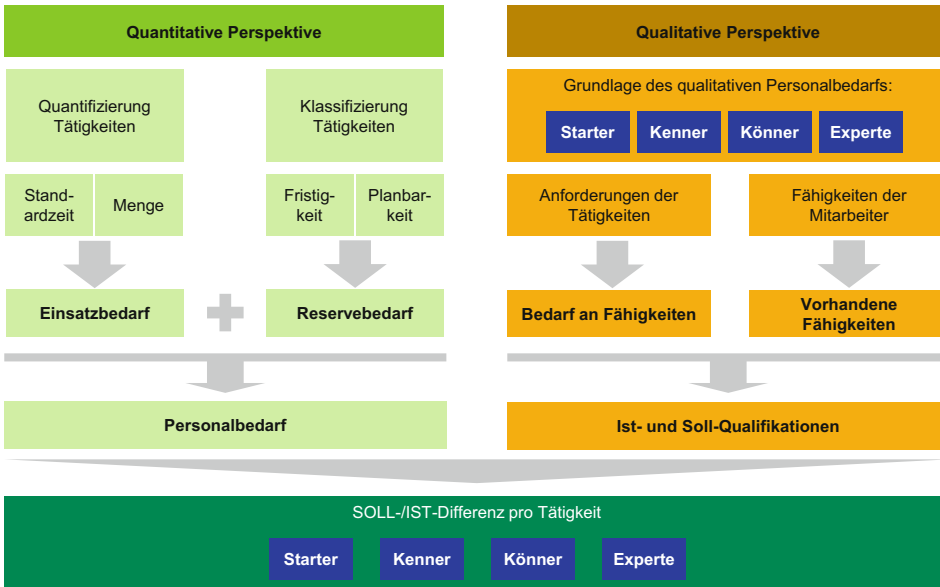 Quantitative Perspektive
Quantifizierung
Tätigkeiten
Klassifizierung
Tätigkeiten
Stand-
ardzeit
Menge
Fristig-
keit
Planbar-
keit
Einsatzbedarf
Reservebedarf
Personalbedarf
Qualitative Perspektive
Grundlage des qualitativen Personalbedarfs:
Starter
Kenner
Könner
Experte
Anforderungen der
Tätigkeiten
Fähigkeiten der
Mitarbeiter
Bedarf an Fähigkeiten
Vorhandene
Fähigkeiten
Ist- und Soll-Qualifikationen
SOLL-/IST-Differenz pro Tätigkeit
Starter
Kenner
Könner
Experte